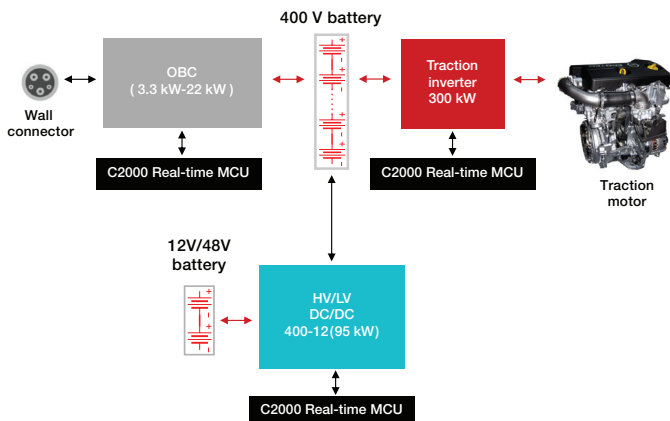 400 V battery
OBC
( 3.3 kW-22 kW )
Traction
inverter
300 kW
Wall
connector
C2000 Real-time MCU
C2000 Real-time MCU
Traction
motor
12V/48V
battery
HV/LV
DC/DC
400-12(95 kW)
C2000 Real-time MCU